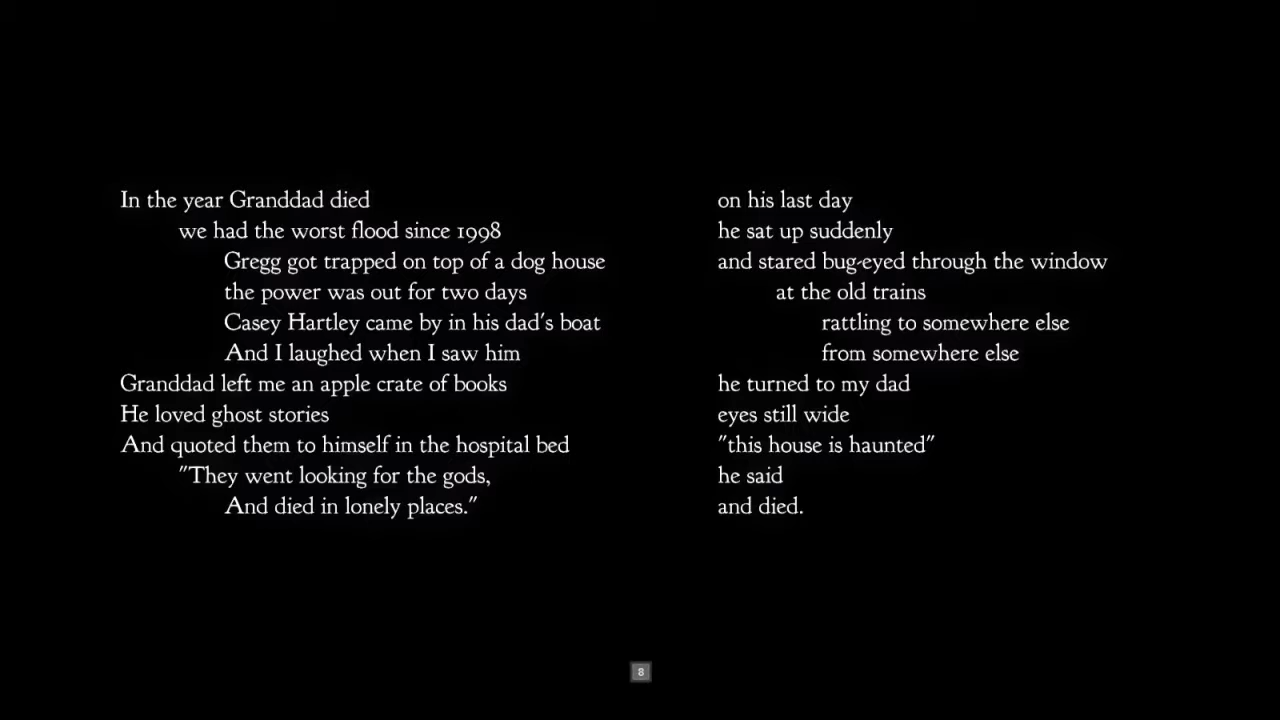 In the year Granddad died
we had the worst flood since 1998
Gregg got trapped on top of a dog house
the power was out for two days
Casey Hartley came by in his dad's boat
And I laughed when I saw him
Granddad left me an apple crate of books
He loved ghost stories
And quoted them to himself in the hospital bed
"They went looking for the gods,
And died in lonely places."
on his last day
he sat up suddenly
and stared bug-eyed through the window
at the old trains
rattling to somewhere else
from somewhere else
he turned to my dad
eyes still wide
"this house is haunted"
he said
and died.
8